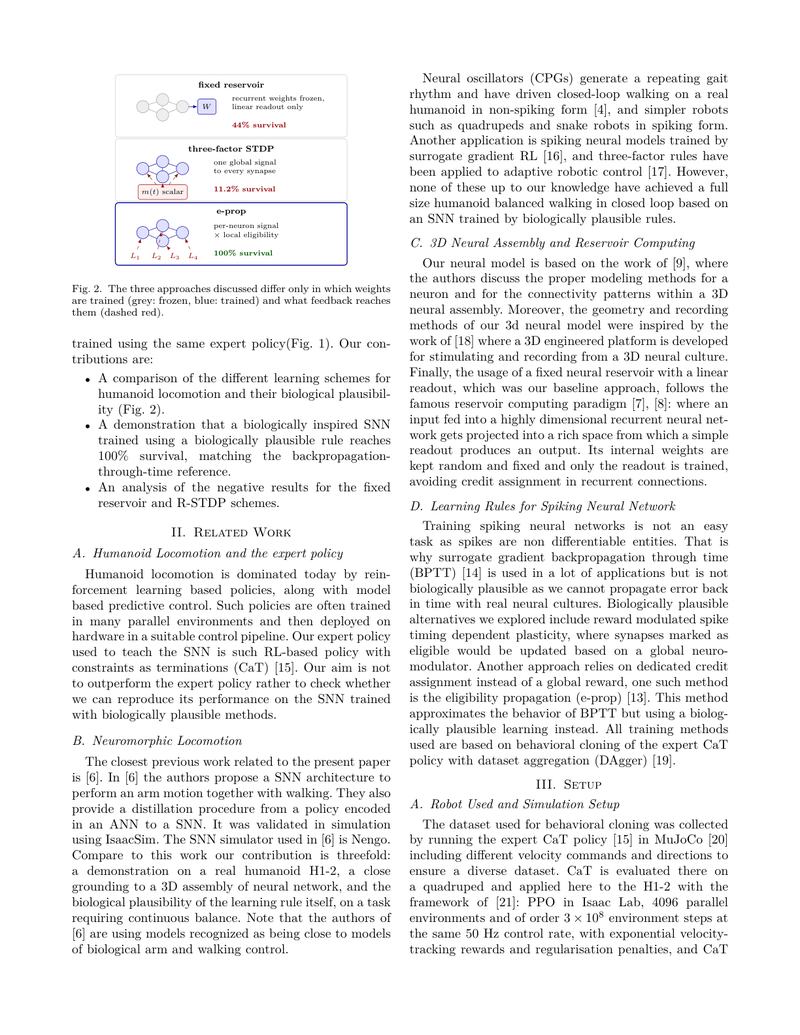 fixed reservoir
W
recurrent weights frozen,
linear readout only
44% survival
three-factor STDP
one global signal
to every synapse
m(t) scalar
11.2% survival
e-prop
per-neuron signal
× local eligibility
L1 L2 L3 L4
100% survival
Fig. 2. The three approaches discussed differ only in which weights
are trained (grey: frozen, blue: trained) and what feedback reaches
them (dashed red).
trained using the same expert policy(Fig. 1). Our con-
tributions are:
• A comparison of the different learning schemes for
humanoid locomotion and their biological plausibil-
ity (Fig. 2).
• A demonstration that a biologically inspired SNN
trained using a biologically plausible rule reaches
100% survival, matching the backpropagation-
through-time reference.
• An analysis of the negative results for the fixed
reservoir and R-STDP schemes.
II. Related Work
A. Humanoid Locomotion and the expert policy
Humanoid locomotion is dominated today by rein-
forcement learning based policies, along with model
based predictive control. Such policies are often trained
in many parallel environments and then deployed on
hardware in a suitable control pipeline. Our expert policy
used to teach the SNN is such RL-based policy with
constraints as terminations (CaT) [15]. Our aim is not
to outperform the expert policy rather to check whether
we can reproduce its performance on the SNN trained
with biologically plausible methods.
B. Neuromorphic Locomotion
The closest previous work related to the present paper
is [6]. In [6] the authors propose a SNN architecture to
perform an arm motion together with walking. They also
provide a distillation procedure from a policy encoded
in an ANN to a SNN. It was validated in simulation
using IsaacSim. The SNN simulator used in [6] is Nengo.
Compare to this work our contribution is threefold:
a demonstration on a real humanoid H1-2, a close
grounding to a 3D assembly of neural network, and the
biological plausibility of the learning rule itself, on a task
requiring continuous balance. Note that the authors of
[6] are using models recognized as being close to models
of biological arm and walking control.
Neural oscillators (CPGs) generate a repeating gait
rhythm and have driven closed-loop walking on a real
humanoid in non-spiking form [4], and simpler robots
such as quadrupeds and snake robots in spiking form.
Another application is spiking neural models trained by
surrogate gradient RL [16], and three-factor rules have
been applied to adaptive robotic control [17]. However,
none of these up to our knowledge have achieved a full
size humanoid balanced walking in closed loop based on
an SNN trained by biologically plausible rules.
C. 3D Neural Assembly and Reservoir Computing
Our neural model is based on the work of [9], where
the authors discuss the proper modeling methods for a
neuron and for the connectivity patterns within a 3D
neural assembly. Moreover, the geometry and recording
methods of our 3d neural model were inspired by the
work of [18] where a 3D engineered platform is developed
for stimulating and recording from a 3D neural culture.
Finally, the usage of a fixed neural reservoir with a linear
readout, which was our baseline approach, follows the
famous reservoir computing paradigm [7], [8]: where an
input fed into a highly dimensional recurrent neural net-
work gets projected into a rich space from which a simple
readout produces an output. Its internal weights are
kept random and fixed and only the readout is trained,
avoiding credit assignment in recurrent connections.
D. Learning Rules for Spiking Neural Network
Training spiking neural networks is not an easy
task as spikes are non differentiable entities. That is
why surrogate gradient backpropagation through time
(BPTT) [14] is used in a lot of applications but is not
biologically plausible as we cannot propagate error back
in time with real neural cultures. Biologically plausible
alternatives we explored include reward modulated spike
timing dependent plasticity, where synapses marked as
eligible would be updated based on a global neuro-
modulator. Another approach relies on dedicated credit
assignment instead of a global reward, one such method
is the eligibility propagation (e-prop) [13]. This method
approximates the behavior of BPTT but using a biolog-
ically plausible learning instead. All training methods
used are based on behavioral cloning of the expert CaT
policy with dataset aggregation (DAgger) [19].
III. Setup
A. Robot Used and Simulation Setup
The dataset used for behavioral cloning was collected
by running the expert CaT policy [15] in MuJoCo [20]
including different velocity commands and directions to
ensure a diverse dataset. CaT is evaluated there on
a quadruped and applied here to the H1-2 with the
framework of [21]: PPO in Isaac Lab, 4096 parallel
environments and of order 3 × 10⁸ environment steps at
the same 50 Hz control rate, with exponential velocity-
tracking rewards and regularisation penalties, and CaT